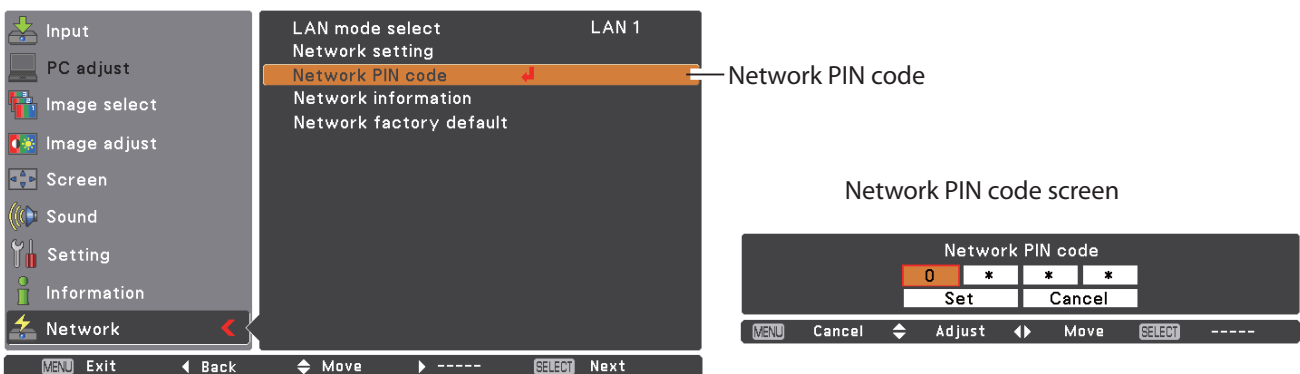 Input
PC adjust
Image select
Image adjust
Screen
Sound
Setting
Information
Network
LAN mode select LAN 1
Network setting
Network PIN code
Network information
Network factory default
MENU Exit Back Move ----- SELECT Next
Network PIN code
Network PIN code screen
Network PIN code
0 * * *
Set Cancel
MENU Cancel Adjust Move SELECT -----